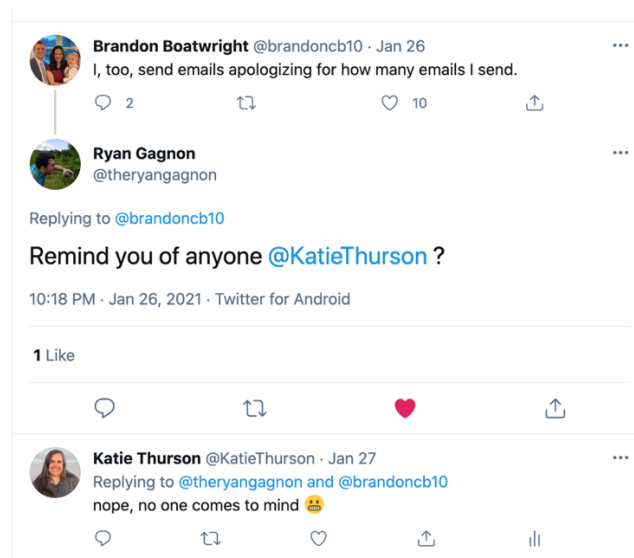 Brandon Boatwright @brandoncb10 · Jan 26
I, too, send emails apologizing for how many emails I send.
2 10
Ryan Gagnon
@theryangagnon
Replying to @brandoncb10
Remind you of anyone @KatieThurson ?
10:18 PM · Jan 26, 2021 · Twitter for Android
1 Like
Katie Thurson @KatieThurson · Jan 27
Replying to @theryangagnon and @brandoncb10
nope, no one comes to mind 😬